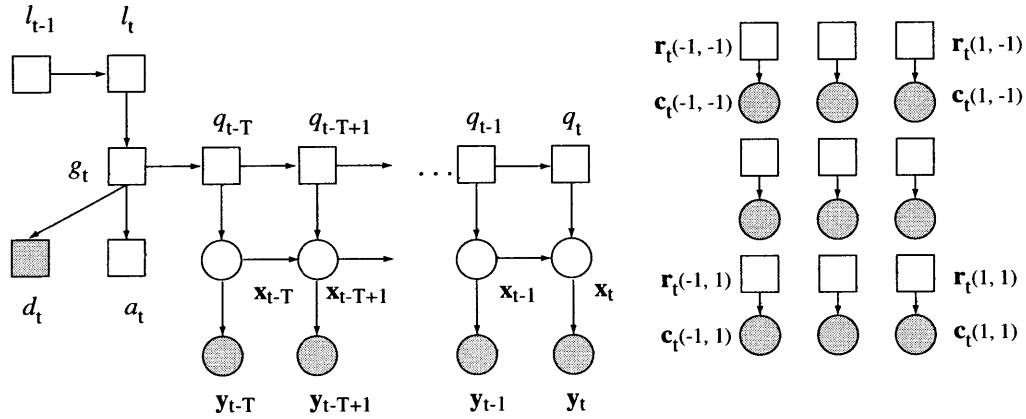 l_{t-1} l_t
r_t(-1, -1) r_t(1, -1)
c_t(-1, -1) c_t(1, -1)
q_{t-T} q_{t-T+1} q_{t-1} q_t
g_t ...
r_t(-1, 1) r_t(1, 1)
x_{t-T} x_{t-T+1} x_{t-1} x_t
d_t a_t
c_t(-1, 1) c_t(1, 1)
y_{t-T} y_{t-T+1} y_{t-1} y_t